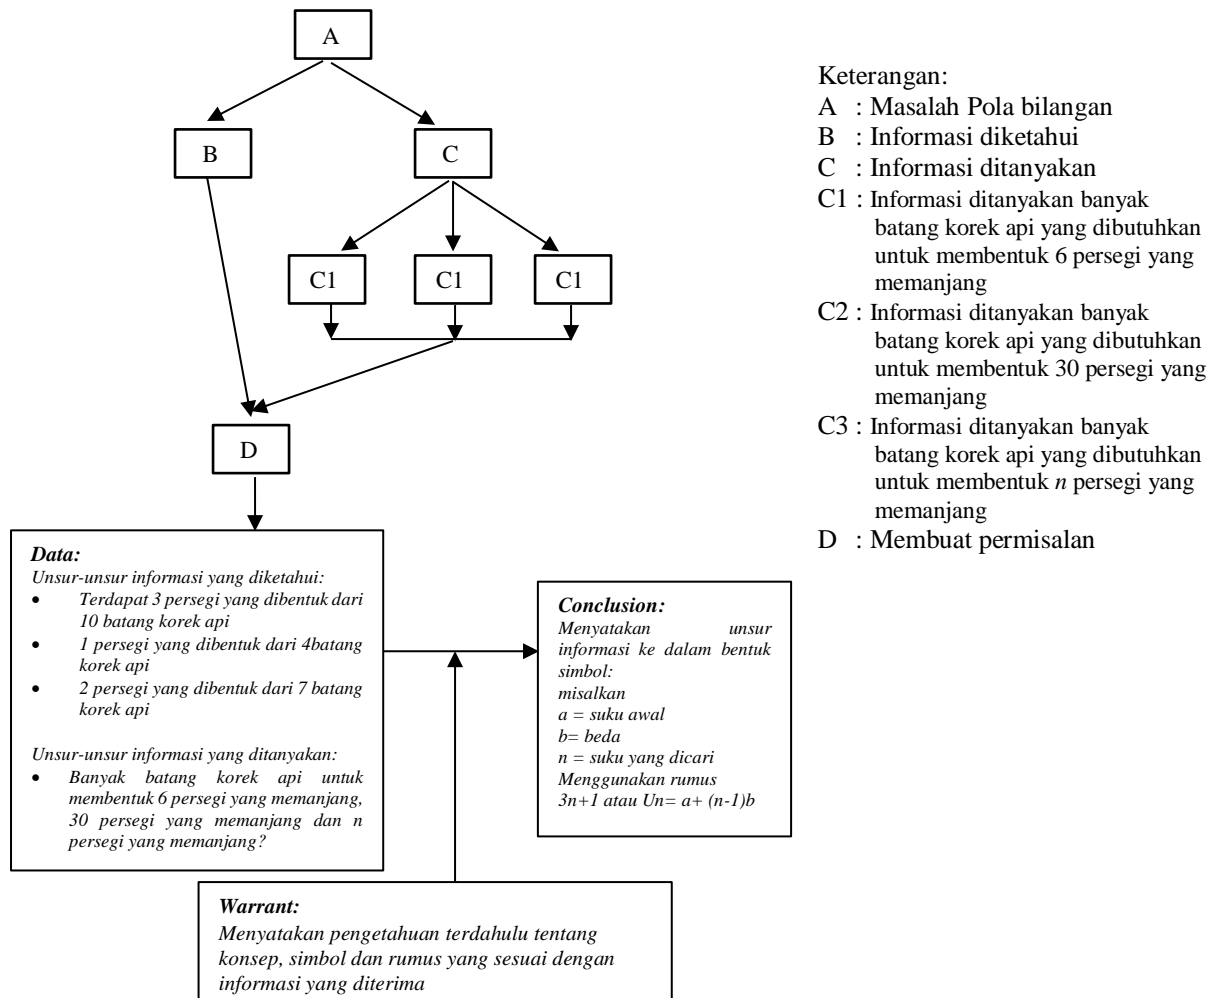 A
B
C
C1
C1
C1
D
Keterangan:
A : Masalah Pola bilangan
B : Informasi diketahui
C : Informasi ditanyakan
C1 : Informasi ditanyakan banyak
batang korek api yang dibutuhkan
untuk membentuk 6 persegi yang
memanjang
C2 : Informasi ditanyakan banyak
batang korek api yang dibutuhkan
untuk membentuk 30 persegi yang
memanjang
C3 : Informasi ditanyakan banyak
batang korek api yang dibutuhkan
untuk membentuk n persegi yang
memanjang
D : Membuat permisalan
Data:
Unsur-unsur informasi yang diketahui:
• Terdapat 3 persegi yang dibentuk dari
10 batang korek api
• 1 persegi yang dibentuk dari 4batang
korek api
• 2 persegi yang dibentuk dari 7 batang
korek api
Unsur-unsur informasi yang ditanyakan:
• Banyak batang korek api untuk
membentuk 6 persegi yang memanjang,
30 persegi yang memanjang dan n
persegi yang memanjang?
Conclusion:
Menyatakan unsur
informasi ke dalam bentuk
simbol:
misalkan
a = suku awal
b= beda
n = suku yang dicari
Menggunakan rumus
3n+1 atau Un= a+ (n-1)b
Warrant:
Menyatakan pengetahuan terdahulu tentang
konsep, simbol dan rumus yang sesuai dengan
informasi yang diterima